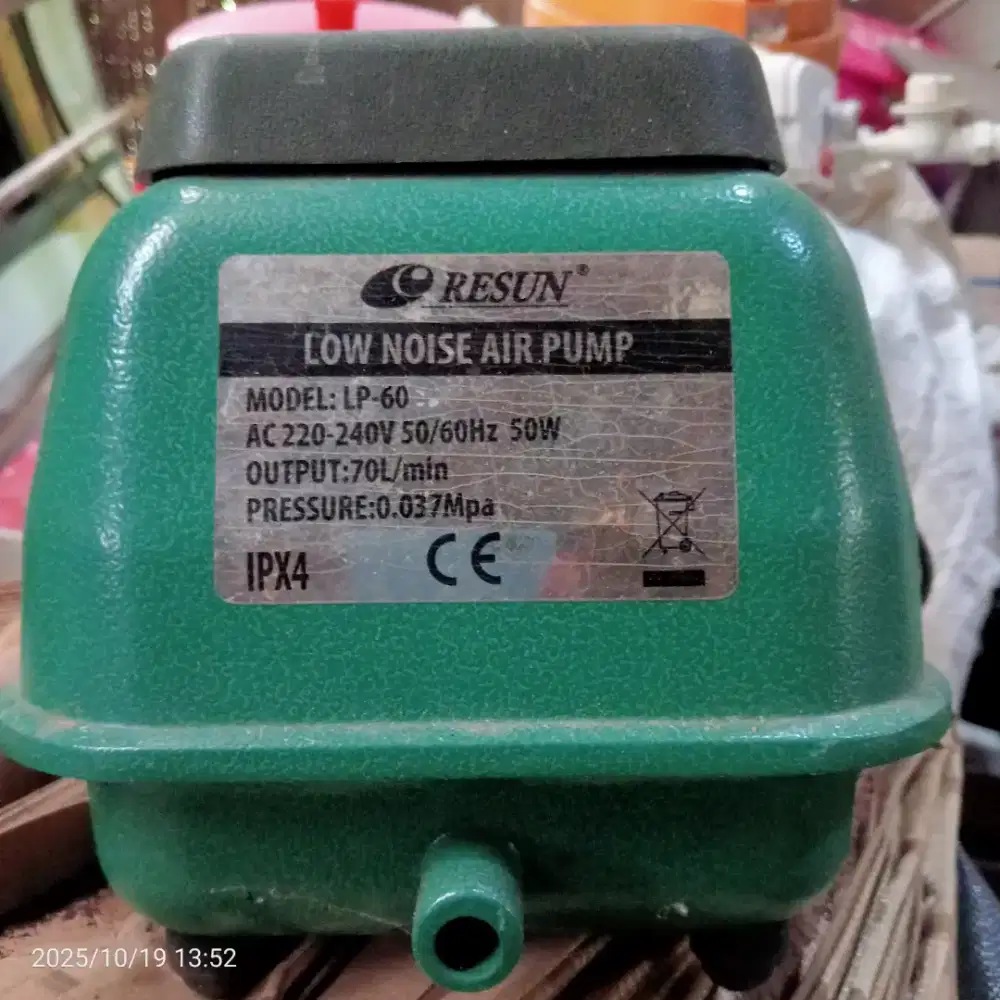 RESUN®
LOW NOISE AIR PUMP
MODEL: LP-60
AC 220-240V 50/60Hz 50W
OUTPUT:70L/min
PRESSURE:0.037Mpa
IPX4 CE
2025/10/19 13:52